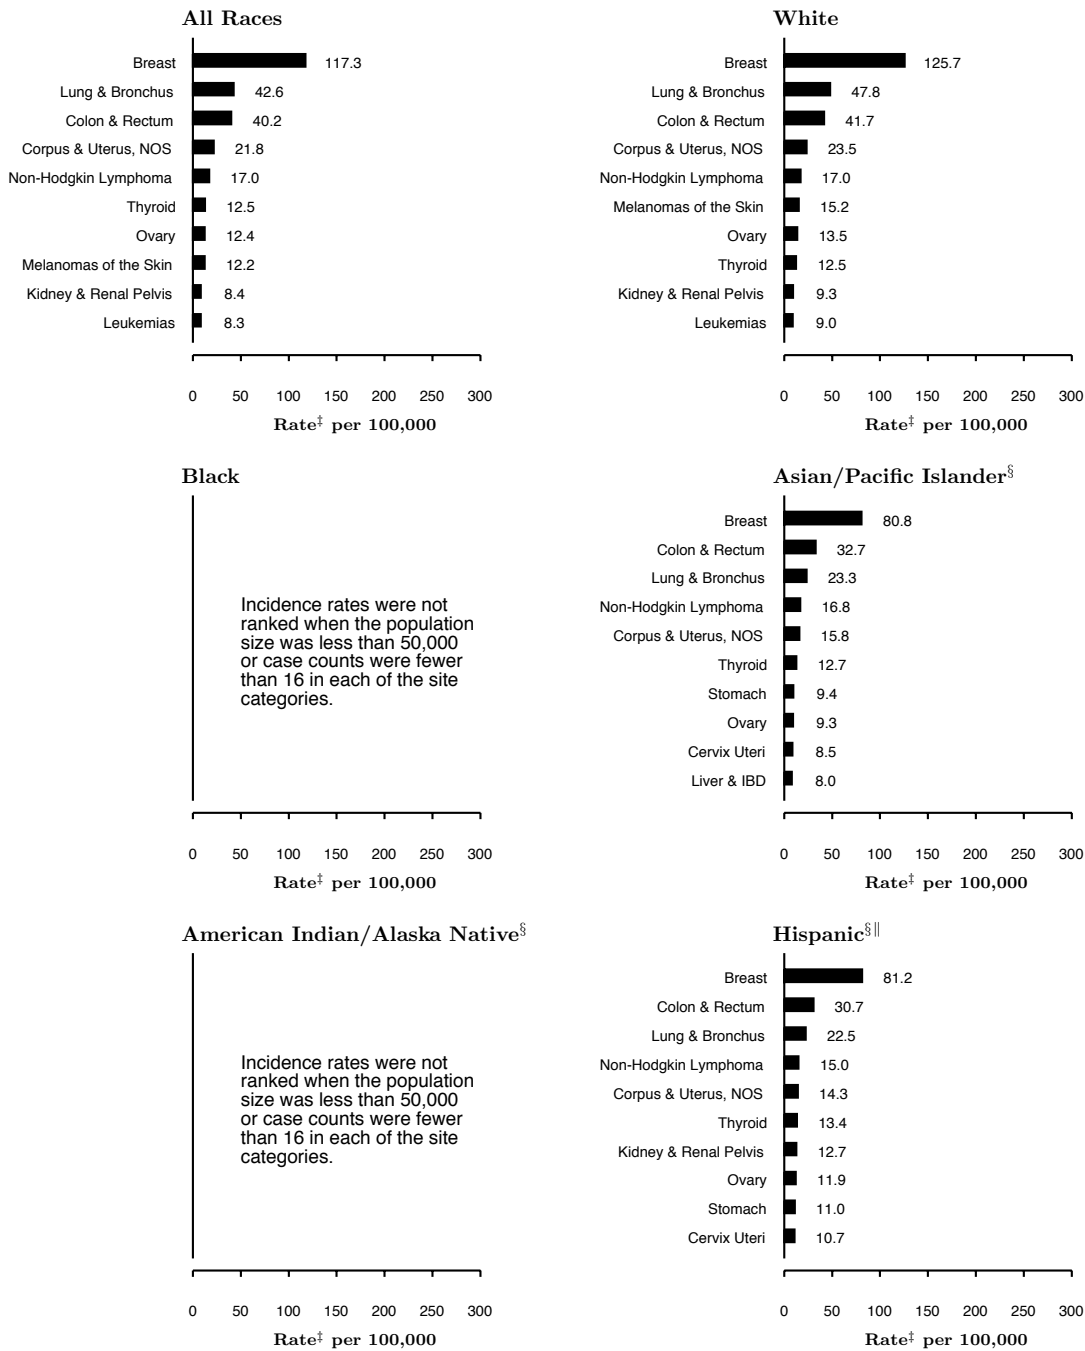 All Races
Breast 117.3
Lung & Bronchus 42.6
Colon & Rectum 40.2
Corpus & Uterus, NOS 21.8
Non-Hodgkin Lymphoma 17.0
Thyroid 12.5
Ovary 12.4
Melanomas of the Skin 12.2
Kidney & Renal Pelvis 8.4
Leukemias 8.3
0 50 100 150 200 250 300
Rate‡ per 100,000
White
Breast 125.7
Lung & Bronchus 47.8
Colon & Rectum 41.7
Corpus & Uterus, NOS 23.5
Non-Hodgkin Lymphoma 17.0
Melanomas of the Skin 15.2
Ovary 13.5
Thyroid 12.5
Kidney & Renal Pelvis 9.3
Leukemias 9.0
0 50 100 150 200 250 300
Rate‡ per 100,000
Black
Incidence rates were not
ranked when the population
size was less than 50,000
or case counts were fewer
than 16 in each of the site
categories.
0 50 100 150 200 250 300
Rate‡ per 100,000
Asian/Pacific Islander§
Breast 80.8
Colon & Rectum 32.7
Lung & Bronchus 23.3
Non-Hodgkin Lymphoma 16.8
Corpus & Uterus, NOS 15.8
Thyroid 12.7
Stomach 9.4
Ovary 9.3
Cervix Uteri 8.5
Liver & IBD 8.0
0 50 100 150 200 250 300
Rate‡ per 100,000
American Indian/Alaska Native§
Incidence rates were not
ranked when the population
size was less than 50,000
or case counts were fewer
than 16 in each of the site
categories.
0 50 100 150 200 250 300
Rate‡ per 100,000
Hispanic§‖
Breast 81.2
Colon & Rectum 30.7
Lung & Bronchus 22.5
Non-Hodgkin Lymphoma 15.0
Corpus & Uterus, NOS 14.3
Thyroid 13.4
Kidney & Renal Pelvis 12.7
Ovary 11.9
Stomach 11.0
Cervix Uteri 10.7
0 50 100 150 200 250 300
Rate‡ per 100,000